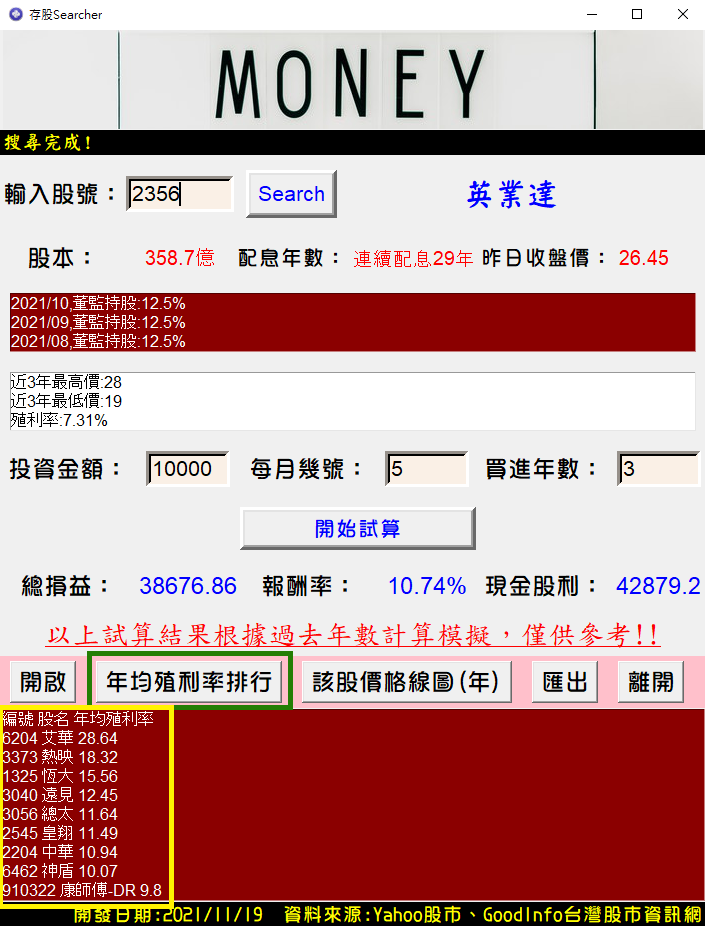 存股Searcher
MONEY
搜尋完成!
輸入股號： 2356 Search 英業達
股本： 358.7億 配息年數： 連續配息29年 昨日收盤價： 26.45
2021/10,董監持股:12.5%
2021/09,董監持股:12.5%
2021/08,董監持股:12.5%
近3年最高價:28
近3年最低價:19
殖利率:7.31%
投資金額： 10000 每月幾號： 5 買進年數： 3
開始試算
總損益： 38676.86 報酬率： 10.74% 現金股利： 42879.2
以上試算結果根據過去年數計算模擬，僅供參考!!
開啟 年均殖利率排行 該股價格線圖(年) 匯出 離開
編號 股名 年均殖利率
6204 艾華 28.64
3373 熱映 18.32
1325 恆大 15.56
3040 遠見 12.45
3056 總太 11.64
2545 皇翔 11.49
2204 中華 10.94
6462 神盾 10.07
910322 康師傅-DR 9.8
開發日期:2021/11/19 資料來源:Yahoo股市、GoodInfo台灣股市資訊網